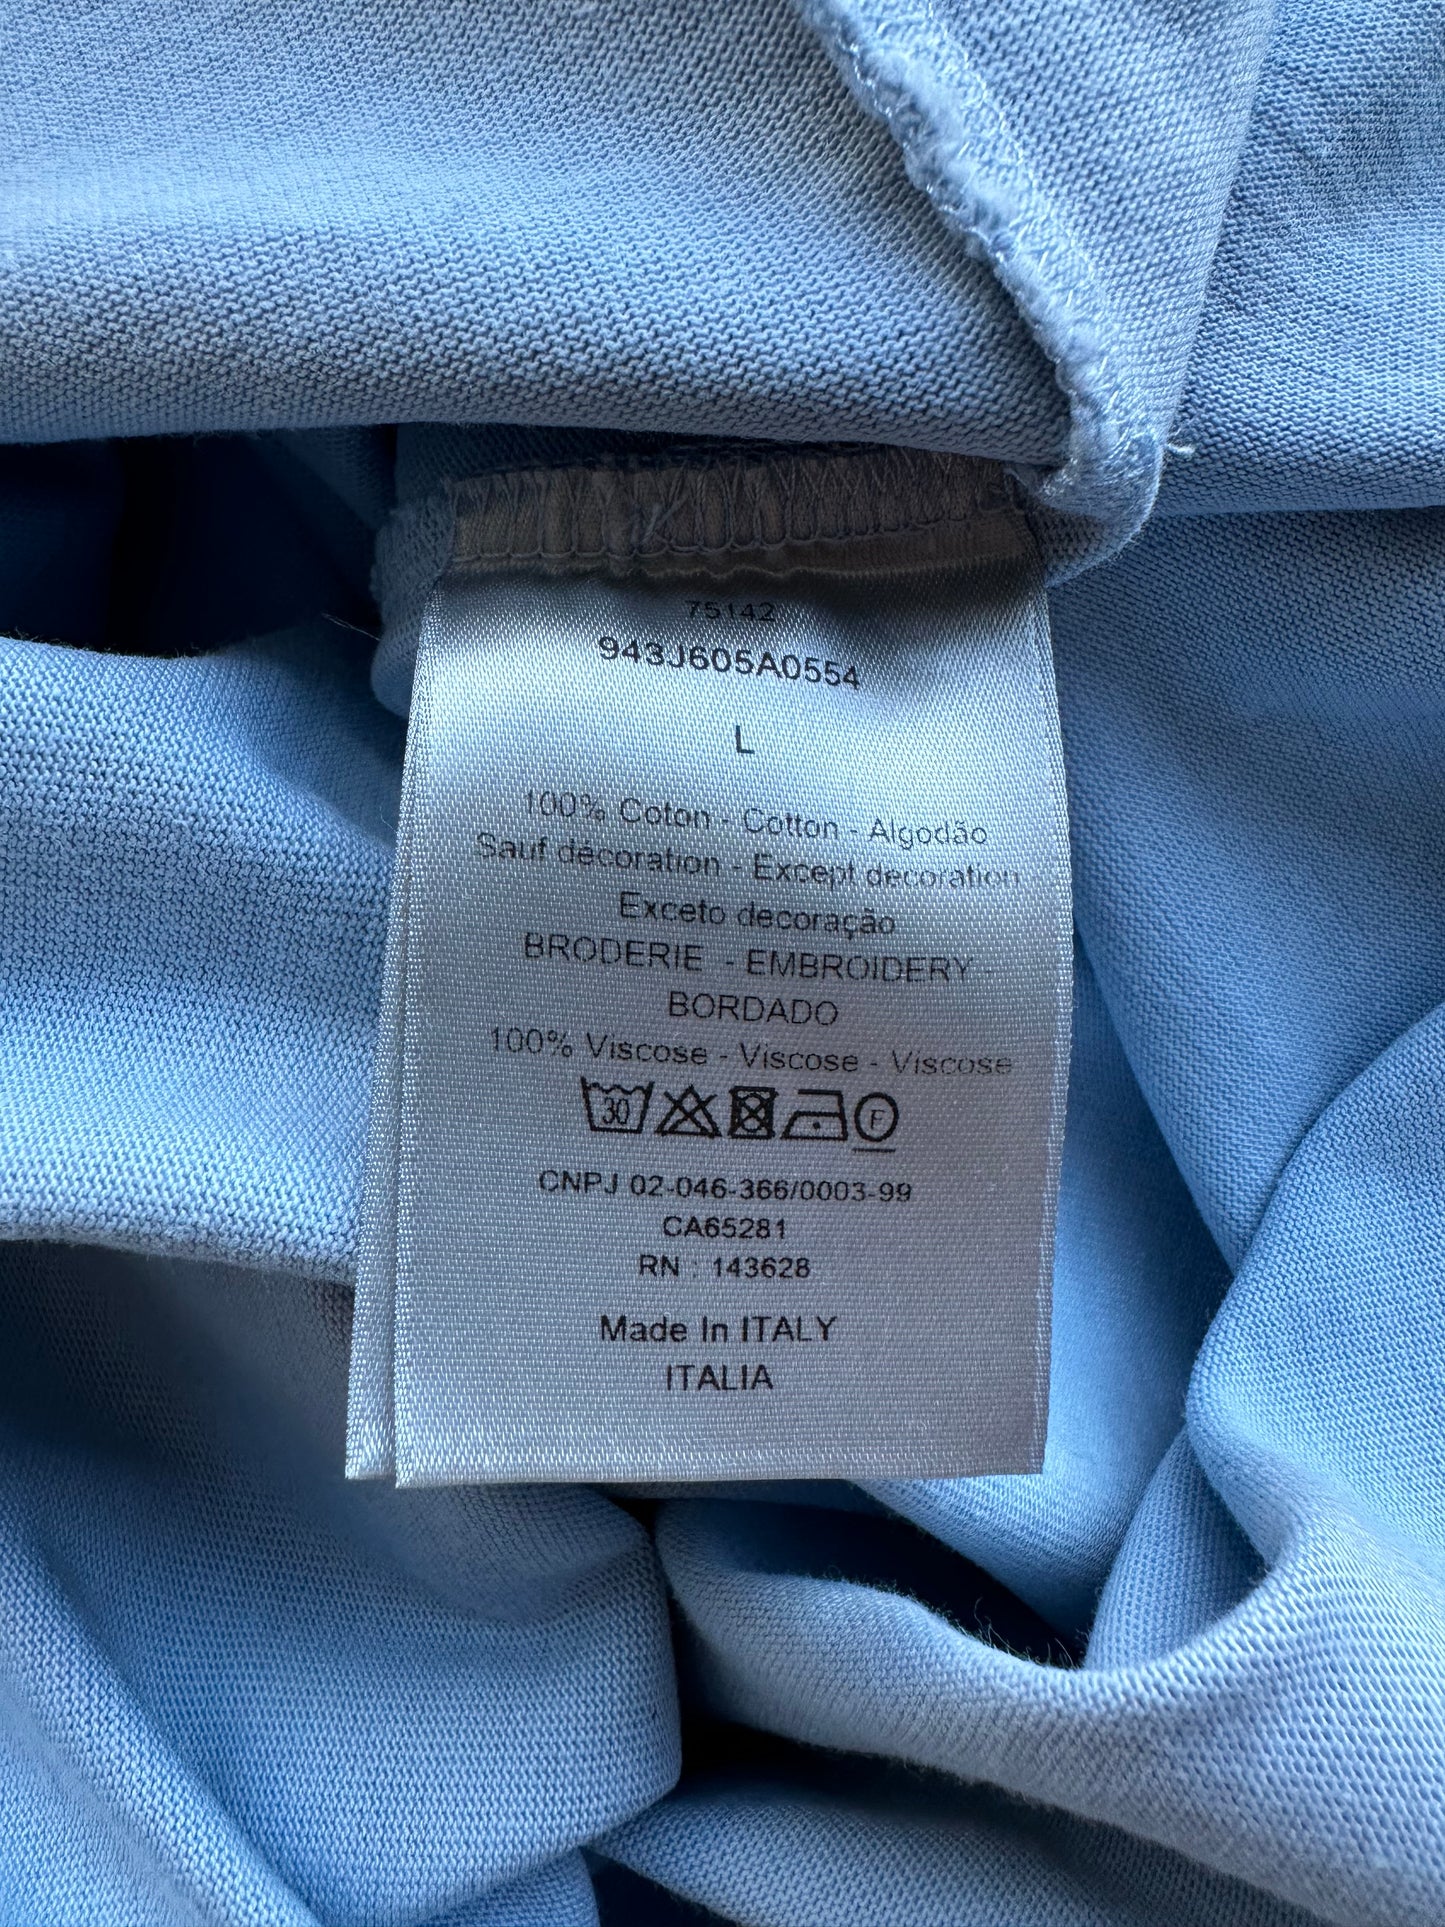 75142
943J605A0554
L
100% Coton - Cotton - Algodão
Sauf décoration - Except decoration
Exceto decoração
BRODERIE - EMBROIDERY -
BORDADO
100% Viscose - Viscose - Viscose
30 F
CNPJ 02-046-366/0003-99
CA65281
RN : 143628
Made In ITALY
ITALIA